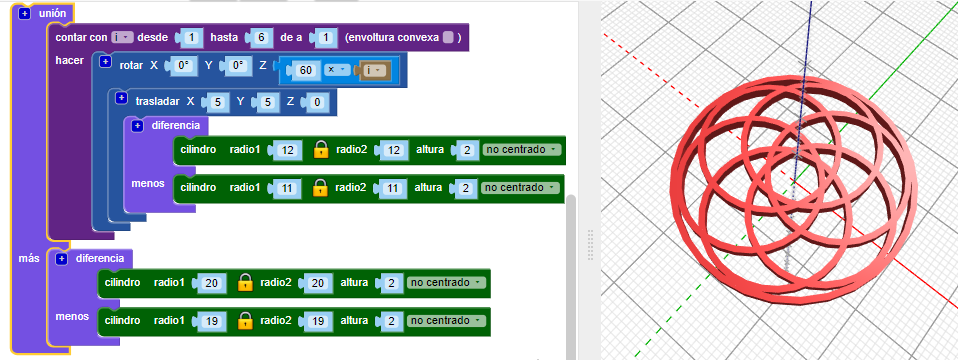 unión
contar con i desde 1 hasta 6 de a 1 (envoltura convexa )
hacer rotar X 0° Y 0° Z 60 x i
trasladar X 5 Y 5 Z 0
diferencia
cilindro radio1 12 radio2 12 altura 2 no centrado
menos cilindro radio1 11 radio2 11 altura 2 no centrado
más diferencia
cilindro radio1 20 radio2 20 altura 2 no centrado
menos cilindro radio1 19 radio2 19 altura 2 no centrado